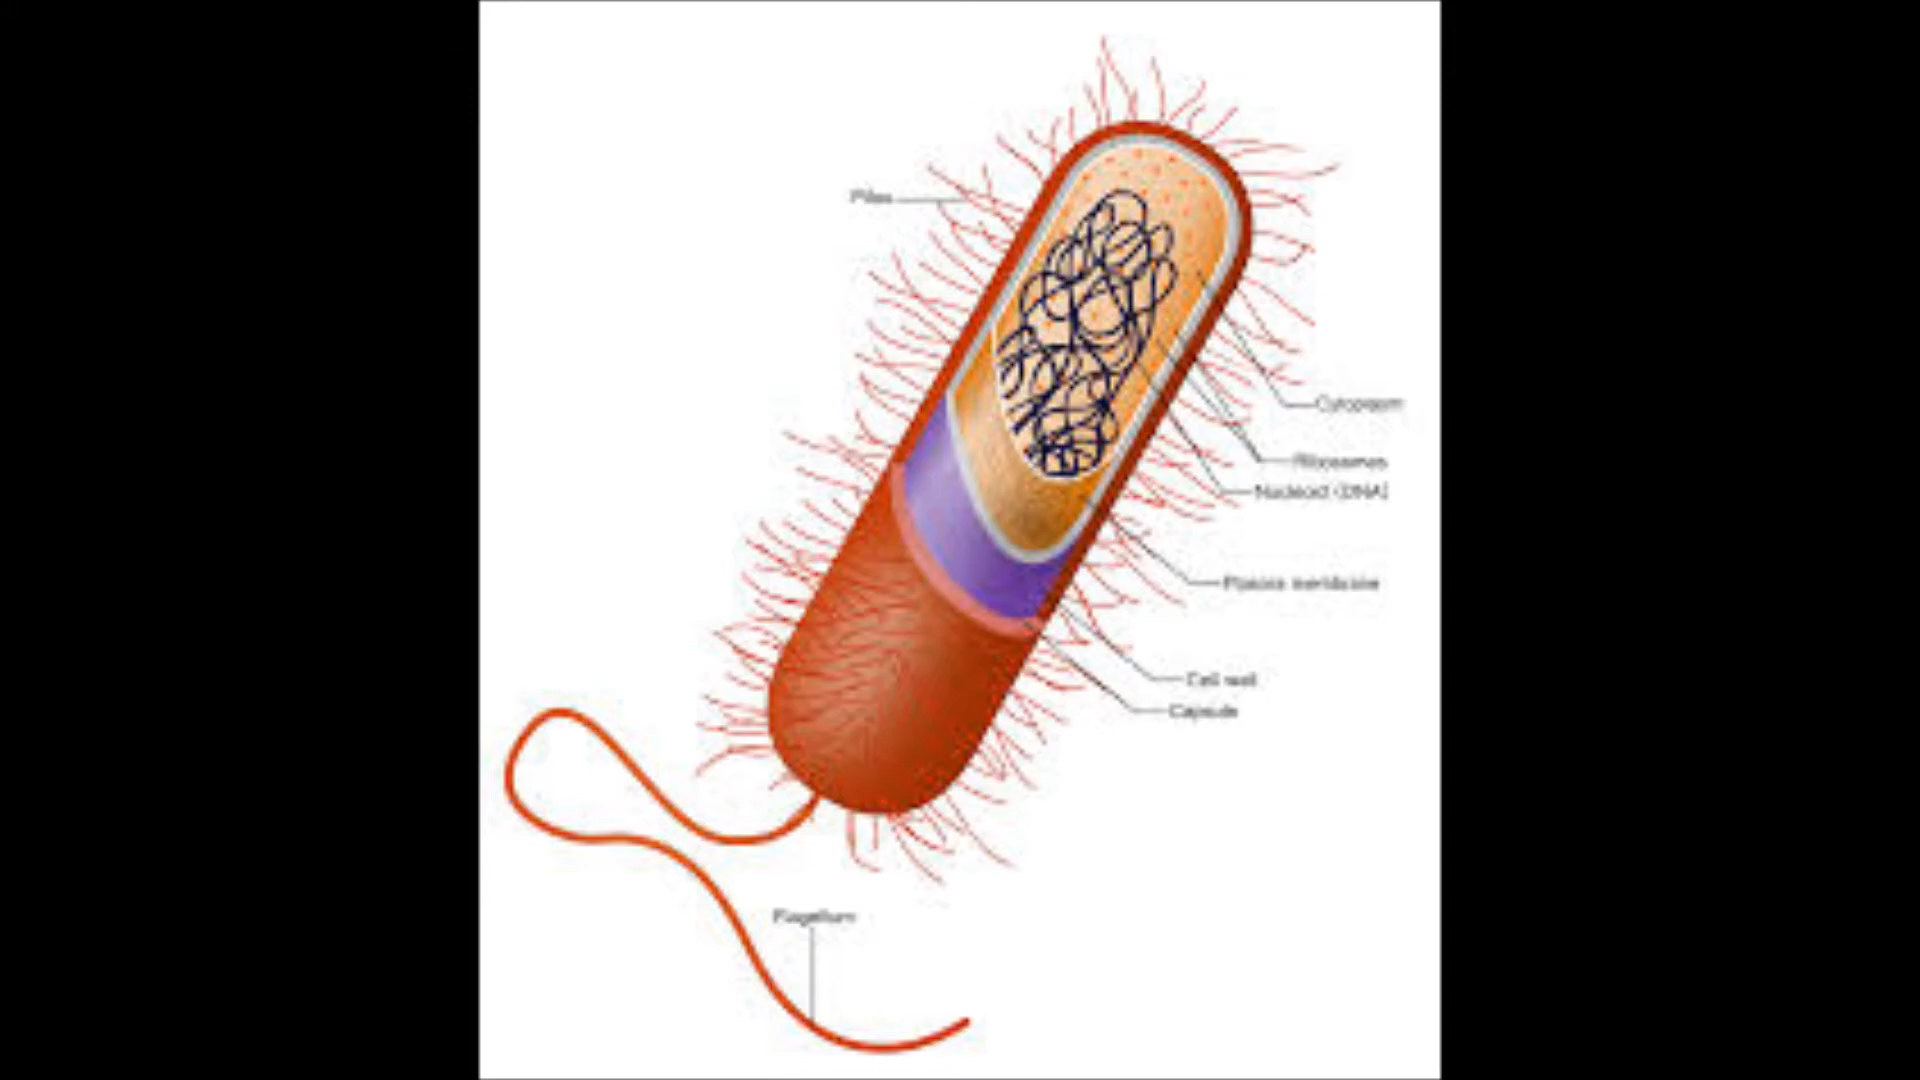 Pilus
Cytoplasm
Ribosomes
Nucleoid (DNA)
Plasma membrane
Cell wall
Capsule
Flagellum